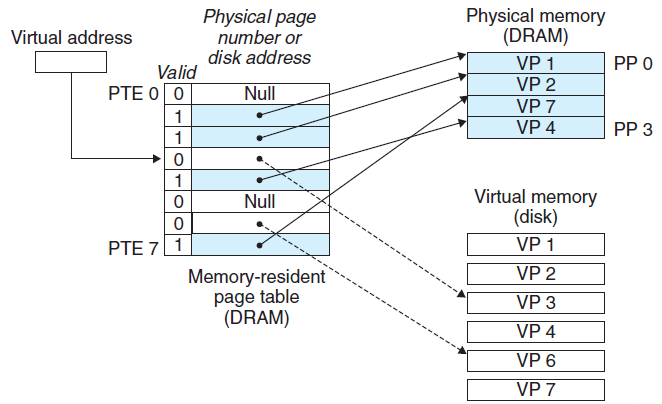 Virtual address
Physical page
number or
disk address
Valid
PTE 0
0
Null
1
1
0
1
0
Null
0
PTE 7
1
Memory-resident
page table
(DRAM)
Physical memory
(DRAM)
VP 1
PP 0
VP 2
VP 7
VP 4
PP 3
Virtual memory
(disk)
VP 1
VP 2
VP 3
VP 4
VP 6
VP 7